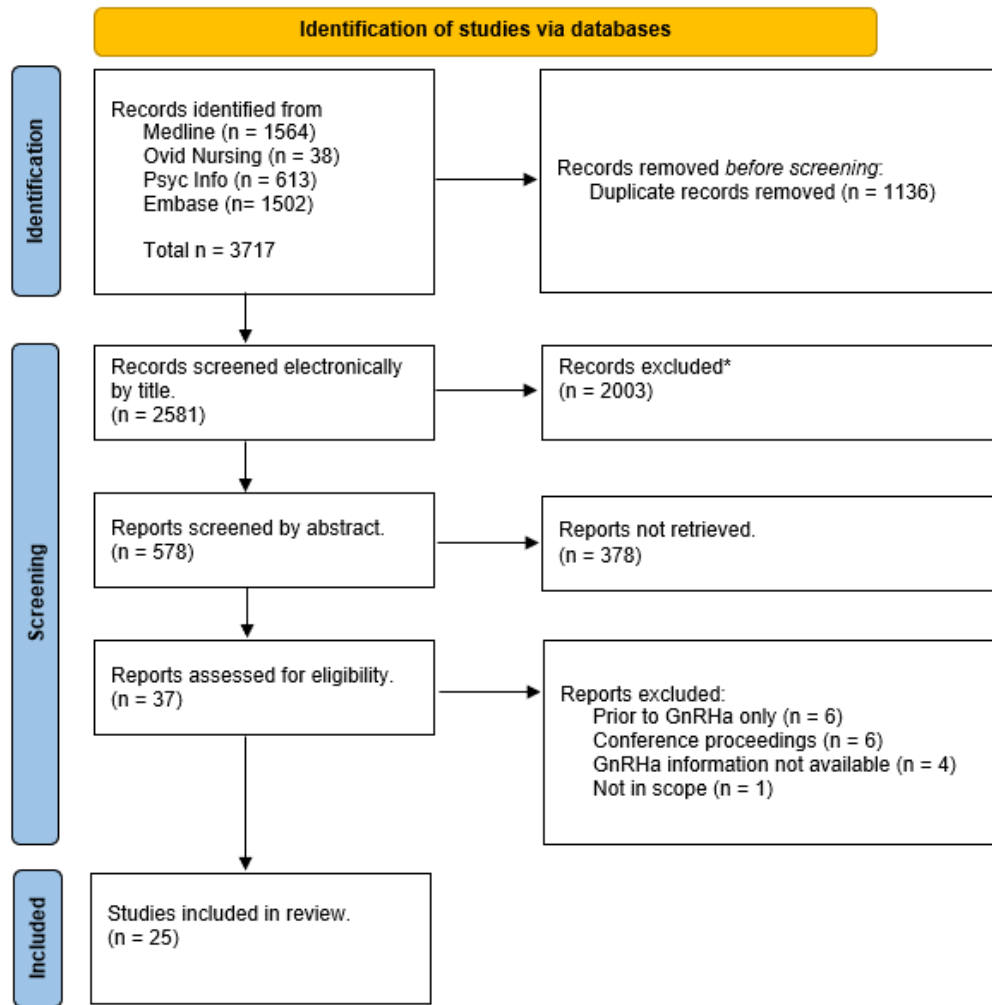 Identification of studies via databases
Identification
Records identified from
Medline (n = 1564)
Ovid Nursing (n = 38)
Psyc Info (n = 613)
Embase (n= 1502)
Total n = 3717
Records removed before screening:
Duplicate records removed (n = 1136)
Screening
Records screened electronically
by title.
(n = 2581)
Records excluded*
(n = 2003)
Reports screened by abstract.
(n = 578)
Reports not retrieved.
(n = 378)
Reports assessed for eligibility.
(n = 37)
Reports excluded:
Prior to GnRHa only (n = 6)
Conference proceedings (n = 6)
GnRHa information not available (n = 4)
Not in scope (n = 1)
Included
Studies included in review.
(n = 25)